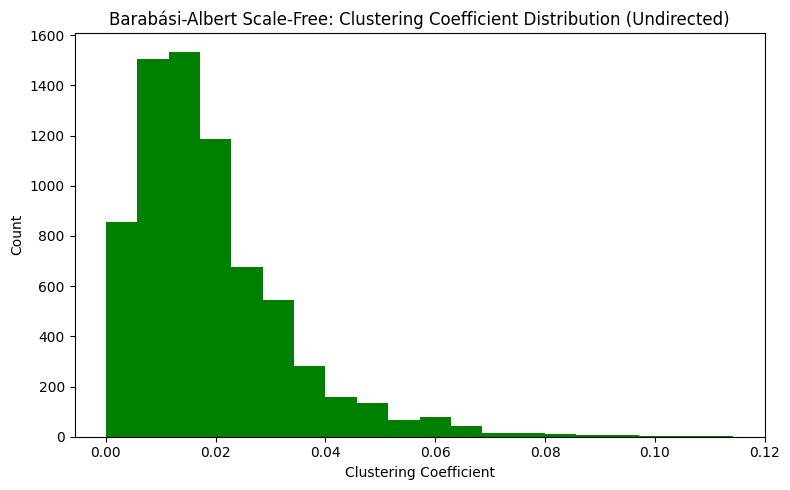 Barabási-Albert Scale-Free: Clustering Coefficient Distribution (Undirected)
1600
1400
1200
1000
800
600
400
200
0
Count
0.00 0.02 0.04 0.06 0.08 0.10 0.12
Clustering Coefficient